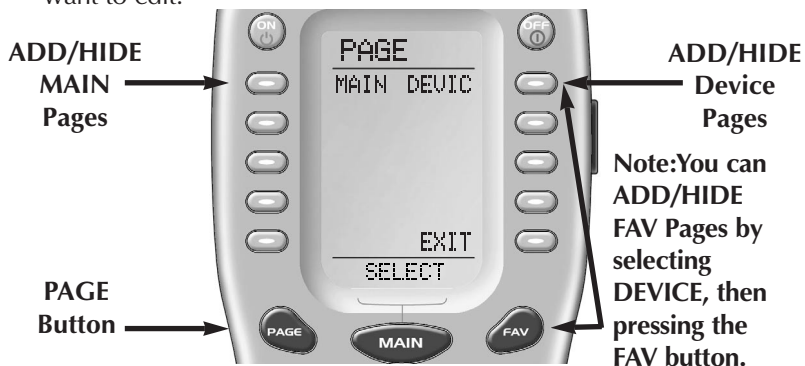 want to edit.
ON
OFF
ADD/HIDE
MAIN
Pages
PAGE
MAIN DEVIC
EXIT
SELECT
ADD/HIDE
Device
Pages
Note:You can
ADD/HIDE
FAV Pages by
selecting
DEVICE, then
pressing the
FAV button.
PAGE
Button
PAGE
MAIN
FAV